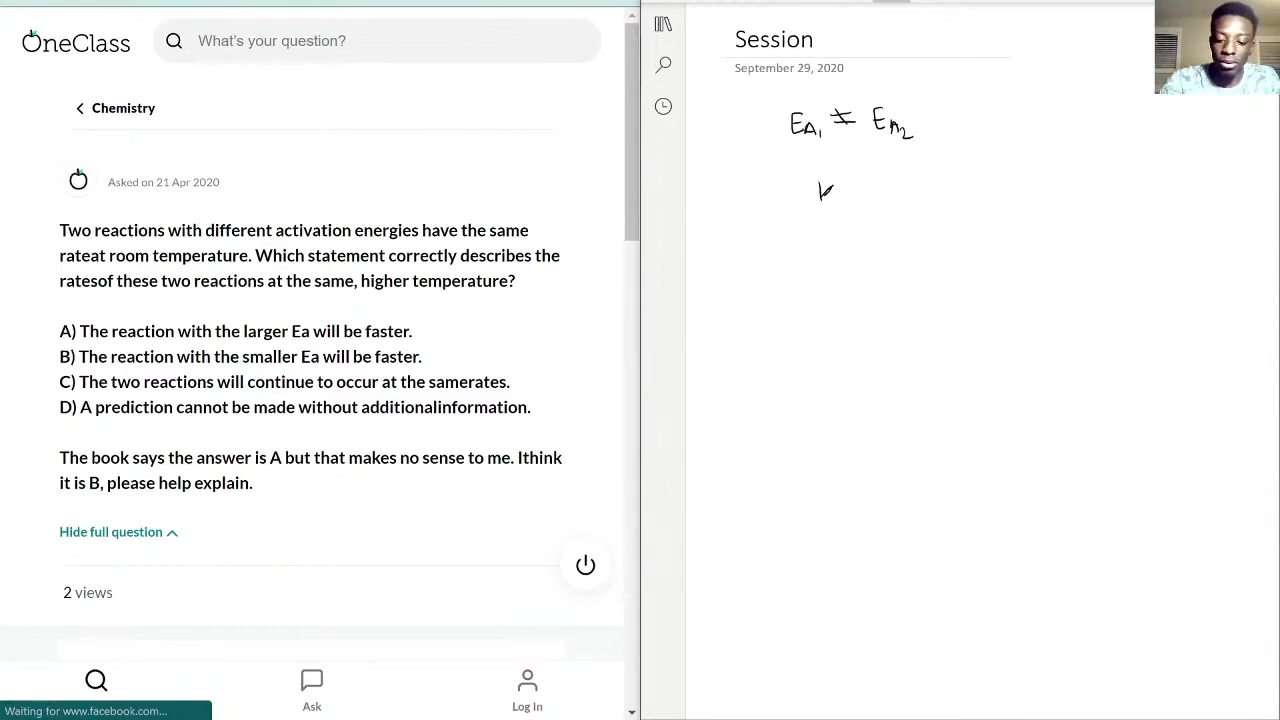 OneClass
What's your question?
Chemistry
Asked on 21 Apr 2020
Two reactions with different activation energies have the same
rateat room temperature. Which statement correctly describes the
ratesof these two reactions at the same, higher temperature?
A) The reaction with the larger Ea will be faster.
B) The reaction with the smaller Ea will be faster.
C) The two reactions will continue to occur at the samerates.
D) A prediction cannot be made without additionalinformation.
The book says the answer is A but that makes no sense to me. Ithink
it is B, please help explain.
Hide full question
2 views
Ask
Log In
Waiting for www.facebook.com...
Session
September 29, 2020
EA1 ≠ EA2